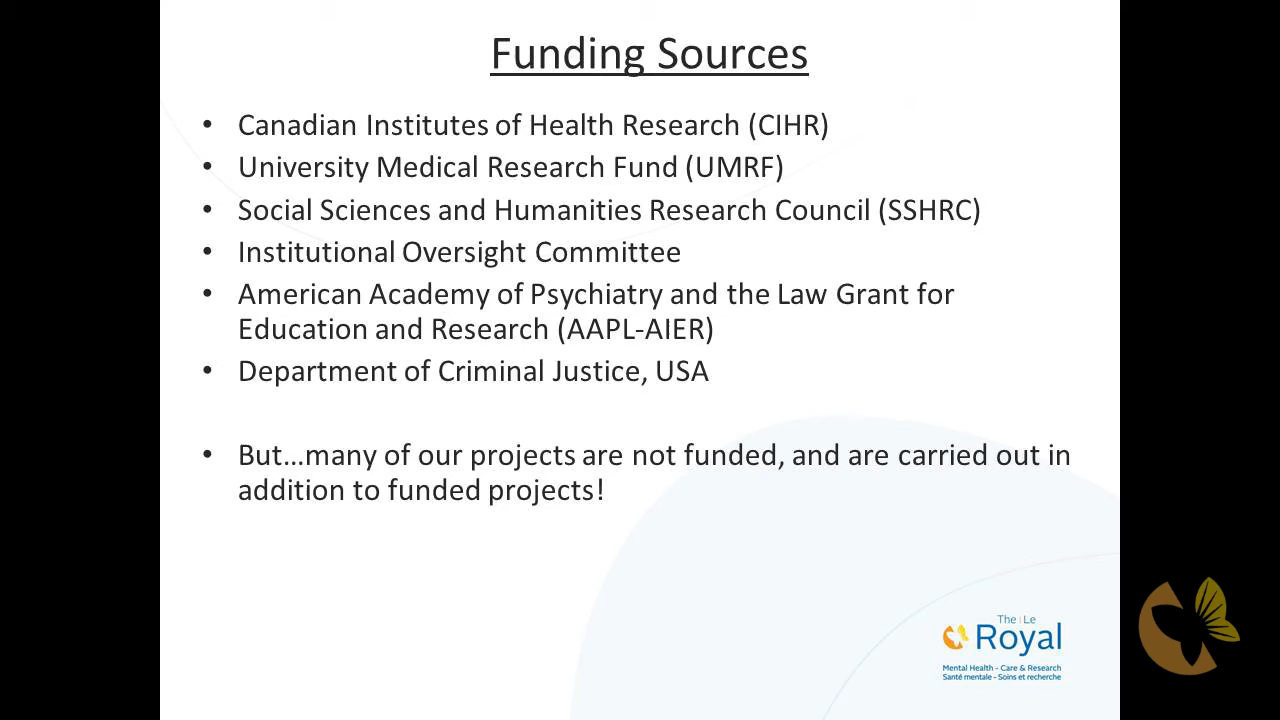 Funding Sources
• Canadian Institutes of Health Research (CIHR)
• University Medical Research Fund (UMRF)
• Social Sciences and Humanities Research Council (SSHRC)
• Institutional Oversight Committee
• American Academy of Psychiatry and the Law Grant for
Education and Research (AAPL-AIER)
• Department of Criminal Justice, USA
• But…many of our projects are not funded, and are carried out in
addition to funded projects!
The | Le
Royal
Mental Health - Care & Research
Santé mentale - Soins et recherche